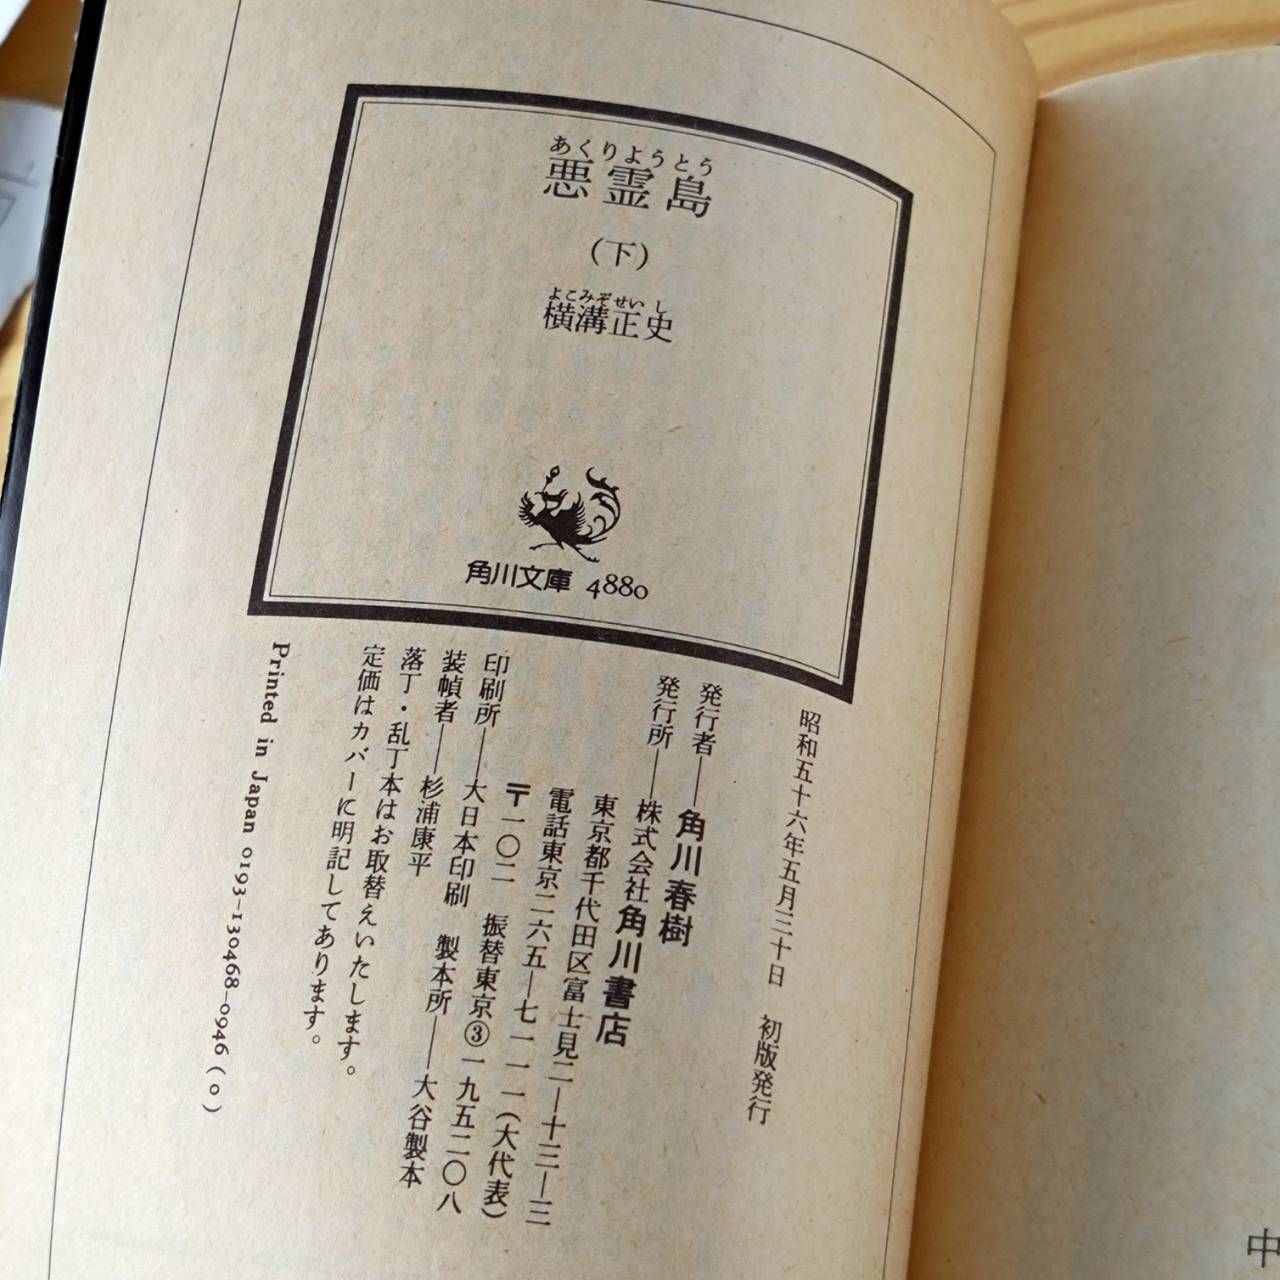 あくりようとう
悪霊島
(下)
よこみぞせいし
横溝正史
角川文庫 4880
昭和五十六年五月三十日 初版発行
発行者――角川春樹
発行所――株式会社角川書店
東京都千代田区富士見二―十三―三
電話東京二六五―七一一一(大代表)
〒一〇二 振替東京③一九五二〇八
印刷所――大日本印刷 製本所――大谷製本
装幀者――杉浦康平
落丁・乱丁本はお取替えいたします。
定価はカバーに明記してあります。
Printed in Japan 0193-130468-0946 (0)
中